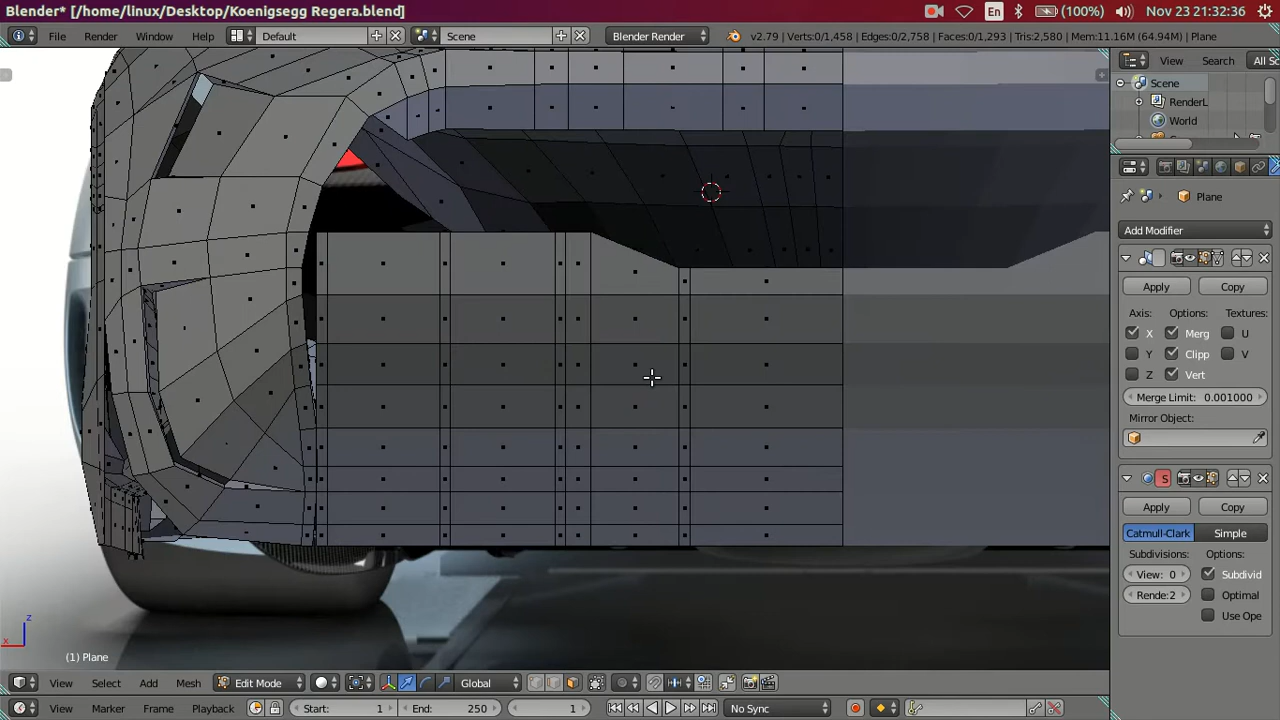 Blender* [/home/linux/Desktop/Koenigsegg Regera.blend]
En (100%) Nov 23 21:32:36
File Render Window Help Default Scene Blender Render v2.79 | Verts:0/1,458 | Edges:0/2,758 | Faces:0/1,293 | Tris:2,580 | Mem:11.16M (64.94M) | Plane
View Search All Sc
Scene
RenderL
World
Plane
Add Modifier
Apply Copy
Axis: Options: Textures:
X Merg U
Y Clipp V
Z Vert
Merge Limit: 0.001000
Mirror Object:
S
Apply Copy
Catmull-Clark Simple
Subdivisions: Options:
View: 0 Subdivid
Rende:2 Optimal
Use Ope
z
x
(1) Plane
View Select Add Mesh Edit Mode Global
View Marker Frame Playback Start: 1 End: 250 1 No Sync